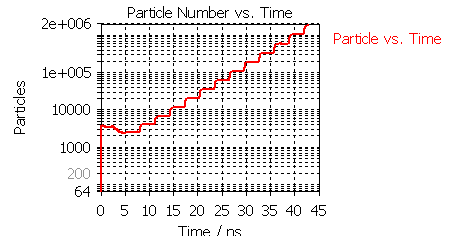 Particle Number vs. Time
2e+006
Particle vs. Time
1e+005
10000
1000
200
64
Particles
0 5 10 15 20 25 30 35 40 45
Time / ns